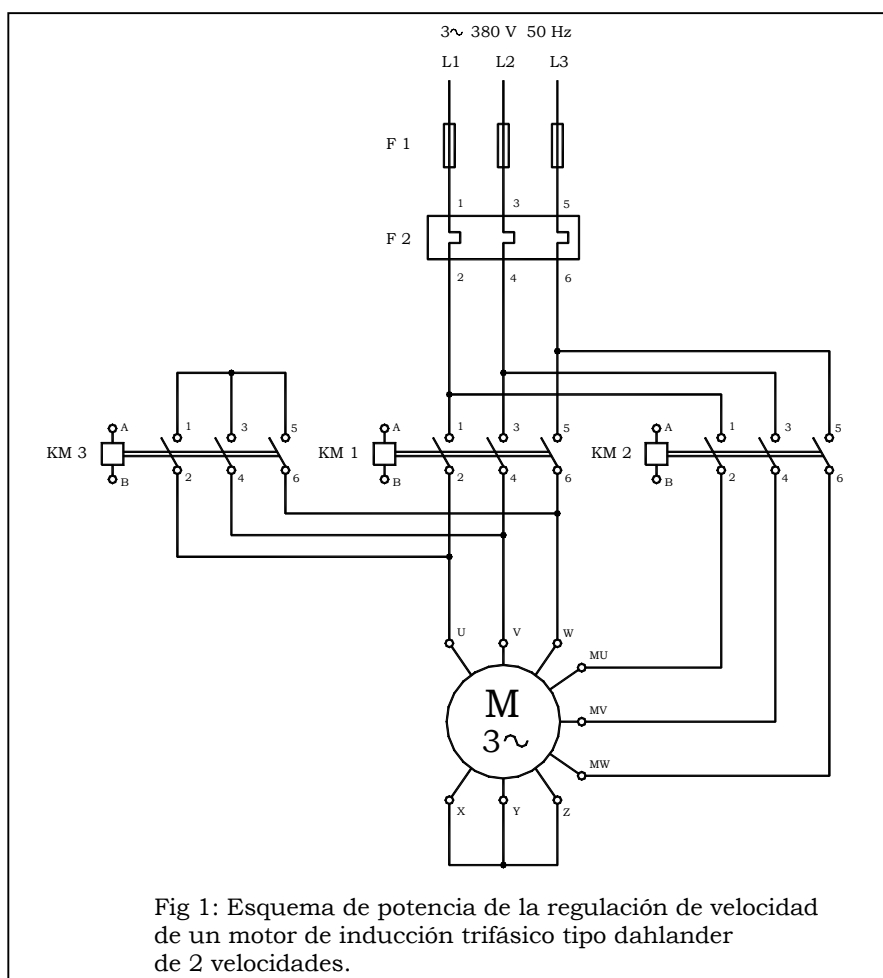 3~ 380 V 50 Hz
L1 L2 L3
F 1
1 3 5
F 2
2 4 6
A 1 3 5 A 1 3 5 A 1 3 5
KM 3 KM 1 KM 2
B 2 4 6 B 2 4 6 B 2 4 6
U V W
MU
M
3~
MV
MW
X Y Z
Fig 1: Esquema de potencia de la regulación de velocidad
de un motor de inducción trifásico tipo dahlander
de 2 velocidades.